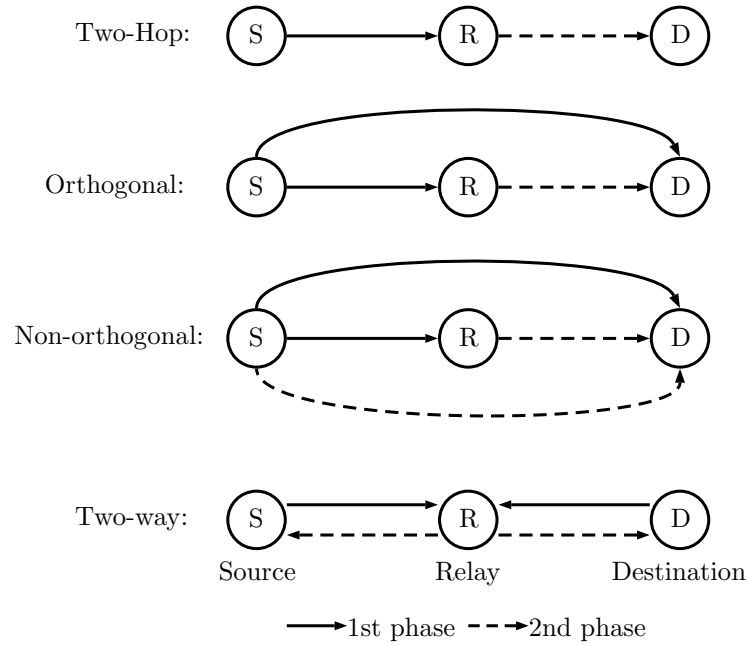 Two-Hop: S R D
Orthogonal: S R D
Non-orthogonal: S R D
Two-way: S R D
Source Relay Destination
1st phase 2nd phase